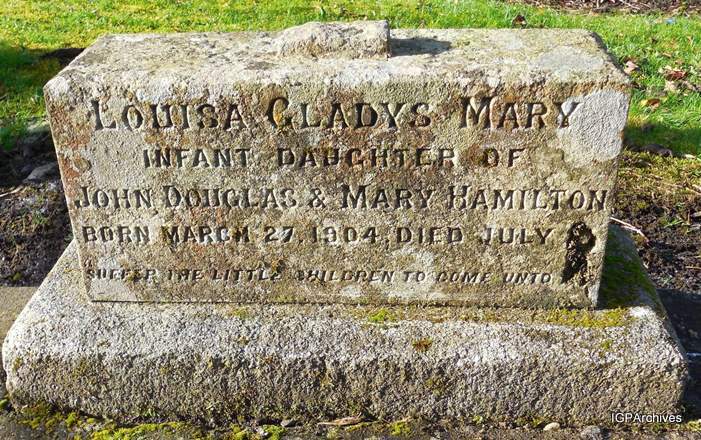 LOUISA GLADYS MARY
INFANT DAUGHTER OF
JOHN DOUGLAS & MARY HAMILTON
BORN MARCH 27, 1904, DIED JULY
SUFFER THE LITTLE CHILDREN TO COME UNTO
IGPArchives